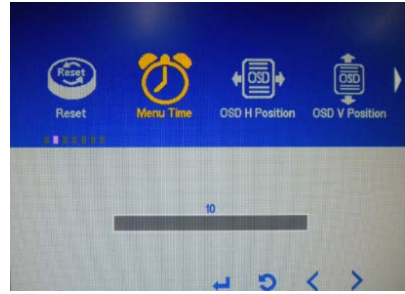 Reset
OSD
OSD
Reset
Menu Time
OSD H Position
OSD V Position
10